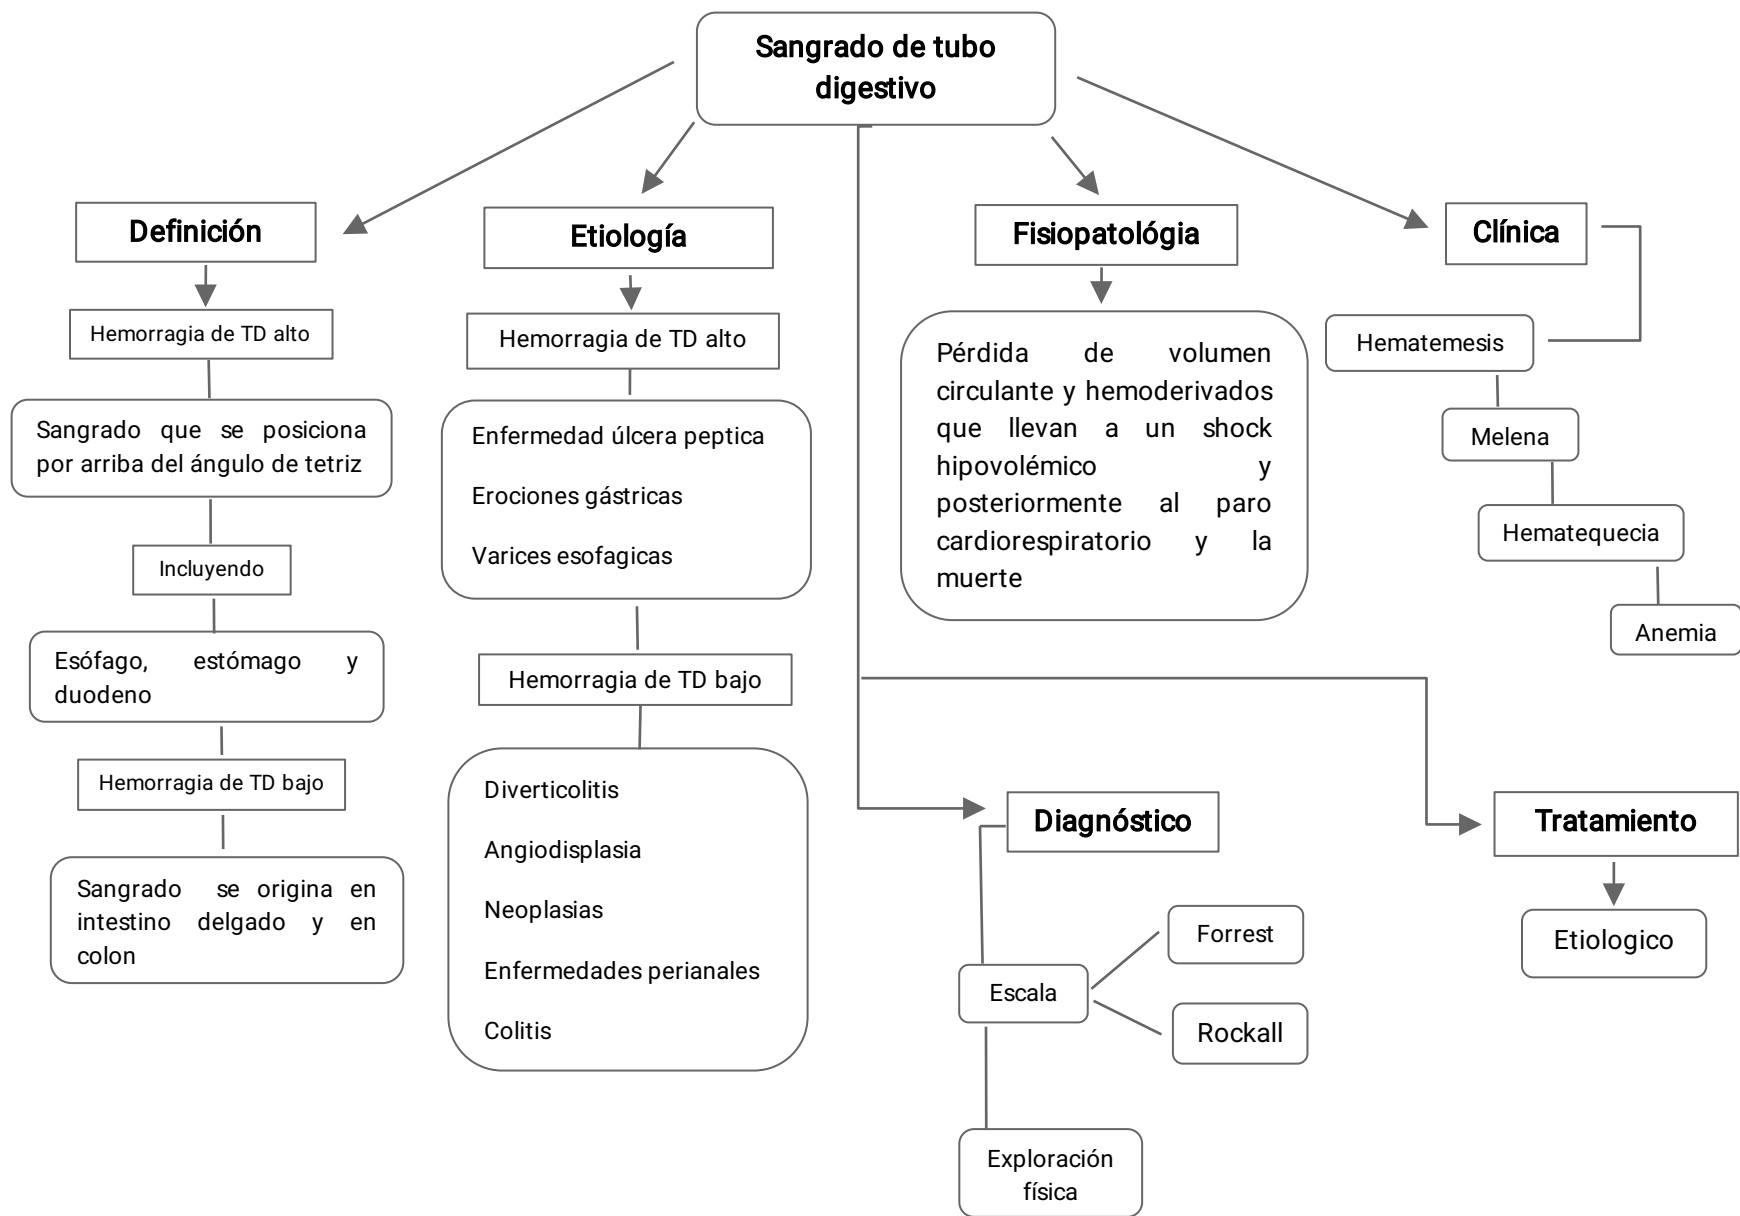 Sangrado de tubo
digestivo
Definición
Hemorragia de TD alto
Sangrado que se posiciona
por arriba del ángulo de tetriz
Incluyendo
Esófago, estómago y
duodeno
Hemorragia de TD bajo
Sangrado se origina en
intestino delgado y en
colon
Etiología
Hemorragia de TD alto
Enfermedad úlcera peptica
Erociones gástricas
Varices esofagicas
Hemorragia de TD bajo
Diverticolitis
Angiodisplasia
Neoplasias
Enfermedades perianales
Colitis
Fisiopatológia
Pérdida de volumen
circulante y hemoderivados
que llevan a un shock
hipovolémico y
posteriormente al paro
cardiorespiratorio y la
muerte
Clínica
Hematemesis
Melena
Hematequecia
Anemia
Diagnóstico
Escala
Forrest
Rockall
Exploración
física
Tratamiento
Etiologico